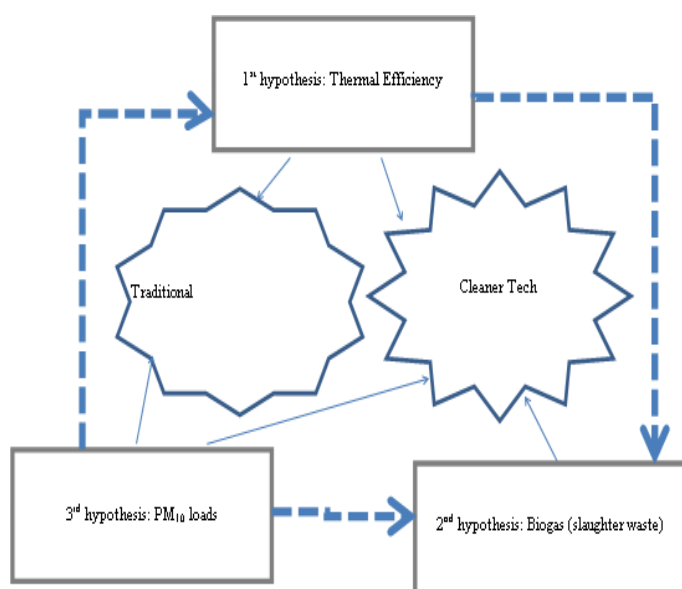 1st hypothesis: Thermal Efficiency
Traditional
Cleaner Tech
3rd hypothesis: PM10 loads
2nd hypothesis: Biogas (slaughter waste)